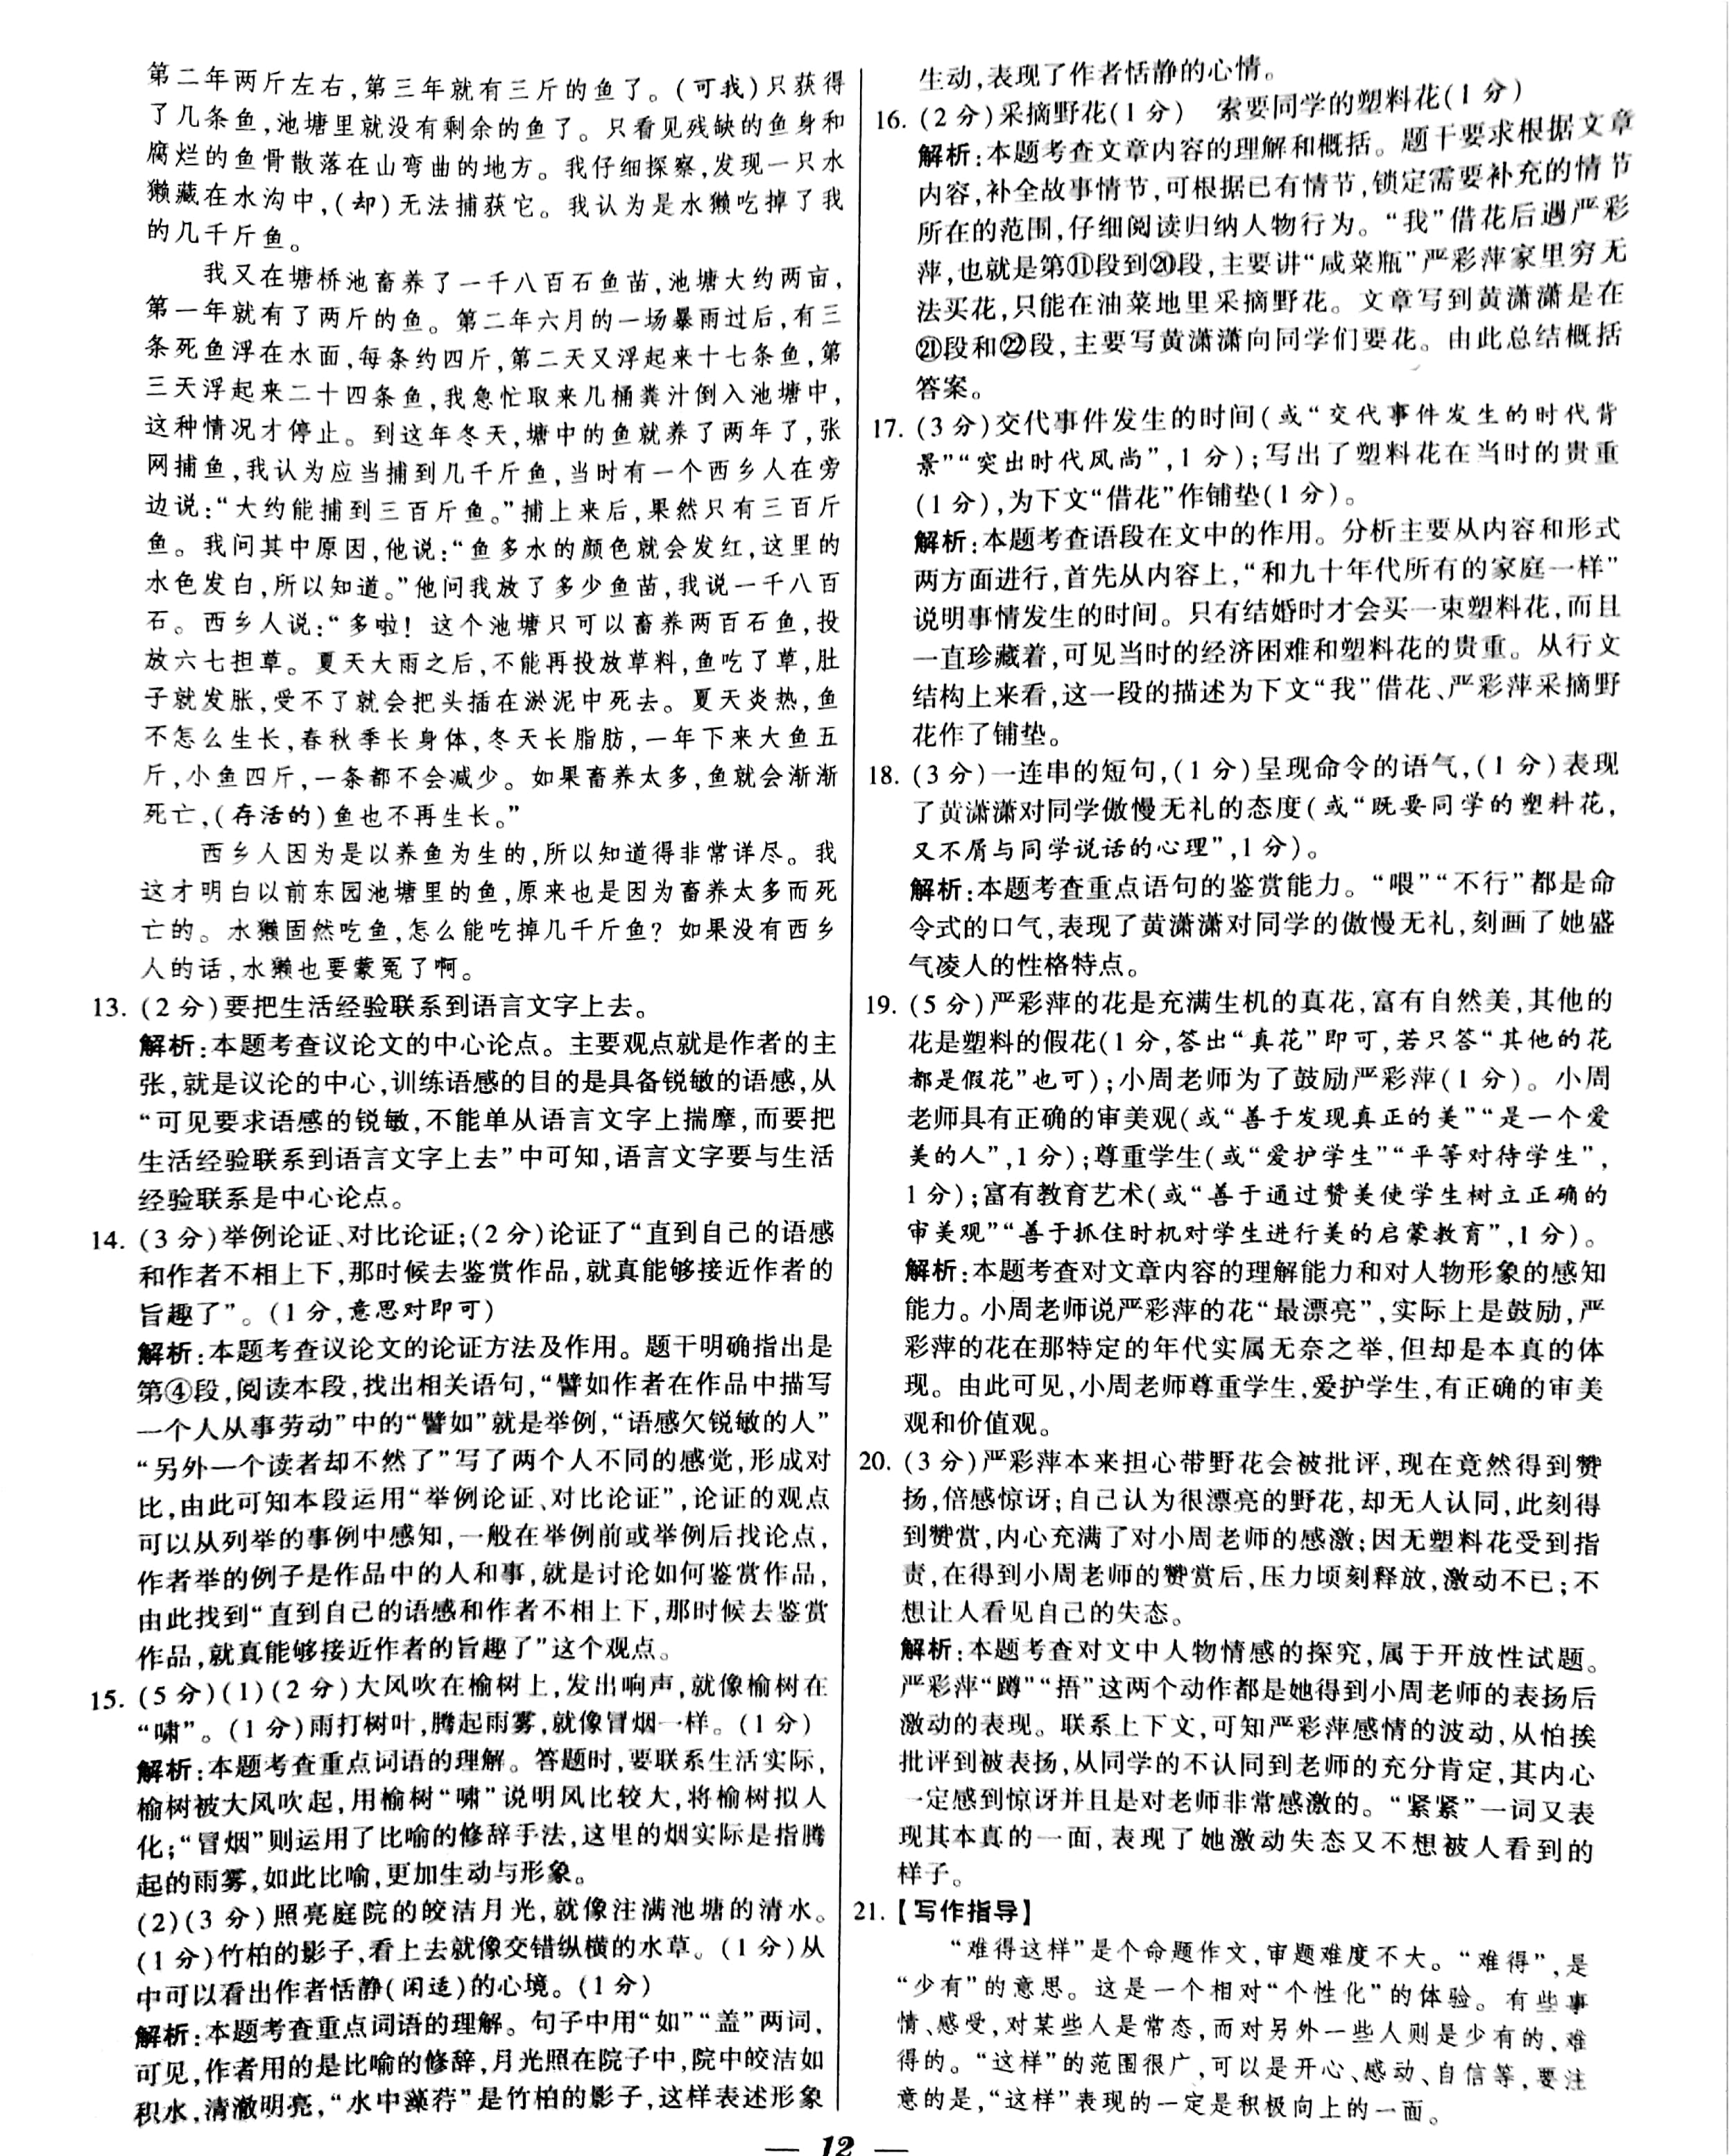 第二年两斤左右,第三年就有三斤的鱼了。(可我)只获得
了几条鱼,池塘里就没有剩余的鱼了。只看见残缺的鱼身和
腐烂的鱼骨散落在山弯曲的地方。我仔细探察,发现一只水
獭藏在水沟中,(却)无法捕获它。我认为是水獭吃掉了我
的几千斤鱼。
我又在塘桥池畜养了一千八百石鱼苗,池塘大约两亩,
第一年就有了两斤的鱼。第二年六月的一场暴雨过后,有三
条死鱼浮在水面,每条约四斤,第二天又浮起来十七条鱼,第
三天浮起来二十四条鱼,我急忙取来几桶粪汁倒入池塘中,
这种情况才停止。到这年冬天,塘中的鱼就养了两年了,张
网捕鱼,我认为应当捕到几千斤鱼,当时有一个西乡人在旁
边说:“大约能捕到三百斤鱼。”捕上来后,果然只有三百斤
鱼。我问其中原因,他说:“鱼多水的颜色就会发红,这里的
水色发白,所以知道。”他问我放了多少鱼苗,我说一千八百
石。西乡人说:“多啦!这个池塘只可以畜养两百石鱼,投
放六七担草。夏天大雨之后,不能再投放草料,鱼吃了草,肚
子就发胀,受不了就会把头插在淤泥中死去。夏天炎热,鱼
不怎么生长,春秋季长身体,冬天长脂肪,一年下来大鱼五
斤,小鱼四斤,一条都不会减少。如果畜养太多,鱼就会渐渐
死亡,(存活的)鱼也不再生长。”
西乡人因为是以养鱼为生的,所以知道得非常详尽。我
这才明白以前东园池塘里的鱼,原来也是因为畜养太多而死
亡的。水獭固然吃鱼,怎么能吃掉几千斤鱼?如果没有西乡
人的话,水獭也要蒙冤了啊。
13. (2分)要把生活经验联系到语言文字上去。
解析:本题考查议论文的中心论点。主要观点就是作者的主
张,就是议论的中心,训练语感的目的是具备锐敏的语感,从
“可见要求语感的锐敏,不能单从语言文字上揣摩,而要把
生活经验联系到语言文字上去”中可知,语言文字要与生活
经验联系是中心论点。
14. (3分)举例论证、对比论证;(2分)论证了“直到自己的语感
和作者不相上下,那时候去鉴赏作品,就真能够接近作者的
旨趣了”。(1分,意思对即可)
解析:本题考查议论文的论证方法及作用。题干明确指出是
第④段,阅读本段,找出相关语句,“譬如作者在作品中描写
一个人从事劳动”中的“譬如”就是举例,“语感欠锐敏的人”
“另外一个读者却不然了”写了两个人不同的感觉,形成对
比,由此可知本段运用“举例论证、对比论证”,论证的观点
可以从列举的事例中感知,一般在举例前或举例后找论点,
作者举的例子是作品中的人和事,就是讨论如何鉴赏作品,
由此找到“直到自己的语感和作者不相上下,那时候去鉴赏
作品,就真能够接近作者的旨趣了”这个观点。
15. (5分)(1)(2分)大风吹在榆树上,发出响声,就像榆树在
“啸”。(1分)雨打树叶,腾起雨雾,就像冒烟一样。(1分)
解析:本题考查重点词语的理解。答题时,要联系生活实际,
榆树被大风吹起,用榆树“啸”说明风比较大,将榆树拟人
化;“冒烟”则运用了比喻的修辞手法,这里的烟实际是指腾
起的雨雾,如此比喻,更加生动与形象。
(2)(3分)照亮庭院的皎洁月光,就像注满池塘的清水。
(1分)竹柏的影子,看上去就像交错纵横的水草。(1分)从
中可以看出作者恬静(闲适)的心境。(1分)
解析:本题考查重点词语的理解。句子中用“如”“盖”两词,
可见,作者用的是比喻的修辞,月光照在院子中,院中皎洁如
积水,清澈明亮,“水中藻荇”是竹柏的影子,这样表述形象
生动,表现了作者恬静的心情。
16. (2分)采摘野花(1分) 索要同学的塑料花(1分)
解析:本题考查文章内容的理解和概括。题干要求根据文章
内容,补全故事情节,可根据已有情节,锁定需要补充的情节
所在的范围,仔细阅读归纳人物行为。“我”借花后遇严彩
萍,也就是第⑪段到⑳段,主要讲“咸菜瓶”严彩萍家里穷无
法买花,只能在油菜地里采摘野花。文章写到黄潇潇是在
㉑段和㉒段,主要写黄潇潇向同学们要花。由此总结概括
答案。
17. (3分)交代事件发生的时间(或“交代事件发生的时代背
景”“突出时代风尚”,1分);写出了塑料花在当时的贵重
(1分),为下文“借花”作铺垫(1分)。
解析:本题考查语段在文中的作用。分析主要从内容和形式
两方面进行,首先从内容上,“和九十年代所有的家庭一样”
说明事情发生的时间。只有结婚时才会买一束塑料花,而且
一直珍藏着,可见当时的经济困难和塑料花的贵重。从行文
结构上来看,这一段的描述为下文“我”借花、严彩萍采摘野
花作了铺垫。
18. (3分)一连串的短句,(1分)呈现命令的语气,(1分)表现
了黄潇潇对同学傲慢无礼的态度(或“既要同学的塑料花,
又不屑与同学说话的心理”,1分)。
解析:本题考查重点语句的鉴赏能力。“喂”“不行”都是命
令式的口气,表现了黄潇潇对同学的傲慢无礼,刻画了她盛
气凌人的性格特点。
19. (5分)严彩萍的花是充满生机的真花,富有自然美,其他的
花是塑料的假花(1分,答出“真花”即可,若只答“其他的花
都是假花”也可);小周老师为了鼓励严彩萍(1分)。小周
老师具有正确的审美观(或“善于发现真正的美”“是一个爱
美的人”,1分);尊重学生(或“爱护学生”“平等对待学生”,
1分);富有教育艺术(或“善于通过赞美使学生树立正确的
审美观”“善于抓住时机对学生进行美的启蒙教育”,1分)。
解析:本题考查对文章内容的理解能力和对人物形象的感知
能力。小周老师说严彩萍的花“最漂亮”,实际上是鼓励,严
彩萍的花在那特定的年代实属无奈之举,但却是本真的体
现。由此可见,小周老师尊重学生,爱护学生,有正确的审美
观和价值观。
20. (3分)严彩萍本来担心带野花会被批评,现在竟然得到赞
扬,倍感惊讶;自己认为很漂亮的野花,却无人认同,此刻得
到赞赏,内心充满了对小周老师的感激;因无塑料花受到指
责,在得到小周老师的赞赏后,压力顷刻释放,激动不已;不
想让人看见自己的失态。
解析:本题考查对文中人物情感的探究,属于开放性试题。
严彩萍“蹲”“捂”这两个动作都是她得到小周老师的表扬后
激动的表现。联系上下文,可知严彩萍感情的波动,从怕挨
批评到被表扬,从同学的不认同到老师的充分肯定,其内心
一定感到惊讶并且是对老师非常感激的。“紧紧”一词又表
现其本真的一面,表现了她激动失态又不想被人看到的
样子。
21. 【写作指导】
“难得这样”是个命题作文,审题难度不大。“难得”,是
“少有”的意思。这是一个相对“个性化”的体验。有些事
情、感受,对某些人是常态,而对另外一些人则是少有的、难
得的。“这样”的范围很广,可以是开心、感动、自信等,要注
意的是,“这样”表现的一定是积极向上的一面。
— 12 —